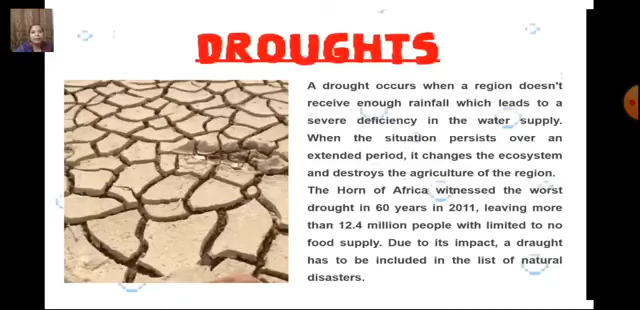 DROUGHTS
A drought occurs when a region doesn't
receive enough rainfall which leads to a
severe deficiency in the water supply.
When the situation persists over an
extended period, it changes the ecosystem
and destroys the agriculture of the region.
The Horn of Africa witnessed the worst
drought in 60 years in 2011, leaving more
than 12.4 million people with limited to no
food supply. Due to its impact, a draught
has to be included in the list of natural
disasters.